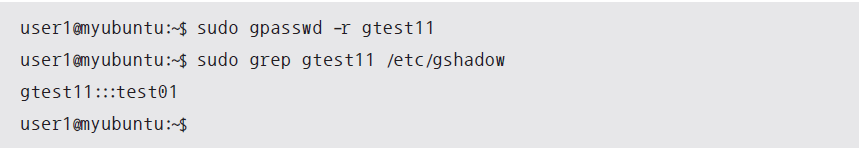 user1@myubuntu:~$ sudo gpasswd -r gtest11
user1@myubuntu:~$ sudo grep gtest11 /etc/gshadow
gtest11:::test01
user1@myubuntu:~$